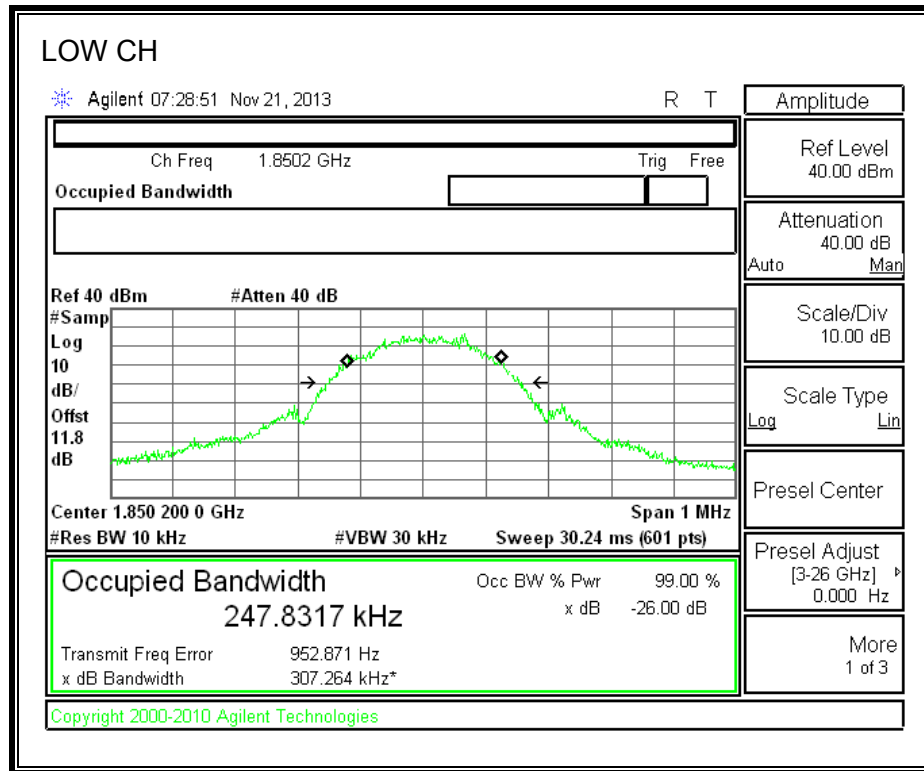 LOW CH
Agilent 07:28:51 Nov 21, 2013 R T
Ch Freq 1.8502 GHz Trig Free
Occupied Bandwidth
Ref 40 dBm #Atten 40 dB
#Samp
Log
10
dB/
Offst
11.8
dB
Center 1.850 200 0 GHz Span 1 MHz
#Res BW 10 kHz #VBW 30 kHz Sweep 30.24 ms (601 pts)
Occupied Bandwidth Occ BW % Pwr 99.00 %
247.8317 kHz x dB -26.00 dB
Transmit Freq Error 952.871 Hz
x dB Bandwidth 307.264 kHz*
Copyright 2000-2010 Agilent Technologies
Amplitude
Ref Level
40.00 dBm
Attenuation
40.00 dB
Auto Man
Scale/Div
10.00 dB
Scale Type
Log Lin
Presel Center
Presel Adjust
[3-26 GHz]
0.000 Hz
More
1 of 3